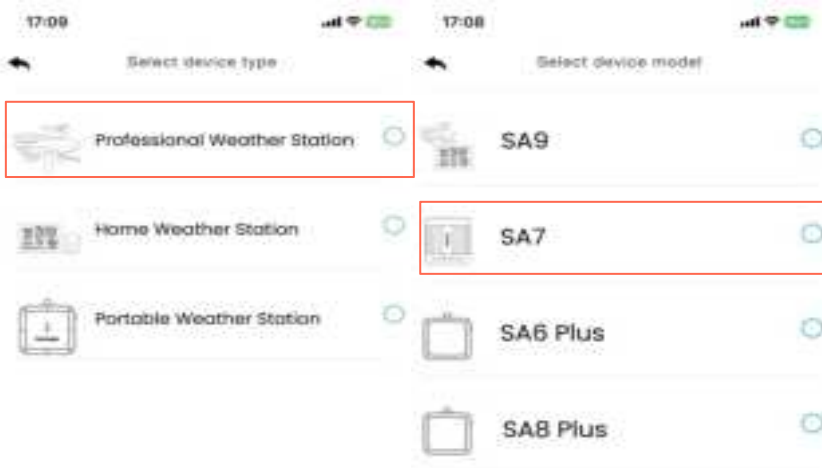 17:09
Select device type
Professional Weather Station
Home Weather Station
Portable Weather Station
17:08
Select device model
SA9
SA7
SA6 Plus
SA8 Plus